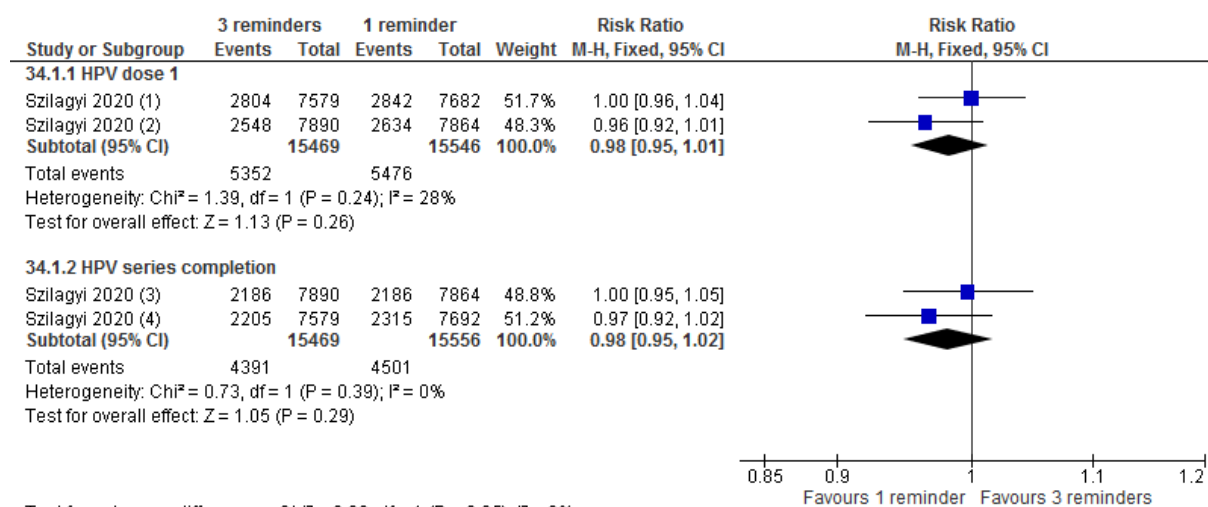 3 reminders 1 reminder Risk Ratio Risk Ratio
Study or Subgroup Events Total Events Total Weight M-H, Fixed, 95% CI M-H, Fixed, 95% CI
34.1.1 HPV dose 1
Szilagyi 2020 (1) 2804 7579 2842 7682 51.7% 1.00 [0.96, 1.04]
Szilagyi 2020 (2) 2548 7890 2634 7864 48.3% 0.96 [0.92, 1.01]
Subtotal (95% CI) 15469 15546 100.0% 0.98 [0.95, 1.01]
Total events 5352 5476
Heterogeneity: Chi² = 1.39, df = 1 (P = 0.24); I² = 28%
Test for overall effect: Z = 1.13 (P = 0.26)
34.1.2 HPV series completion
Szilagyi 2020 (3) 2186 7890 2186 7864 48.8% 1.00 [0.95, 1.05]
Szilagyi 2020 (4) 2205 7579 2315 7692 51.2% 0.97 [0.92, 1.02]
Subtotal (95% CI) 15469 15556 100.0% 0.98 [0.95, 1.02]
Total events 4391 4501
Heterogeneity: Chi² = 0.73, df = 1 (P = 0.39); I² = 0%
Test for overall effect: Z = 1.05 (P = 0.29)
0.85 0.9 1 1.1 1.2
Favours 1 reminder Favours 3 reminders